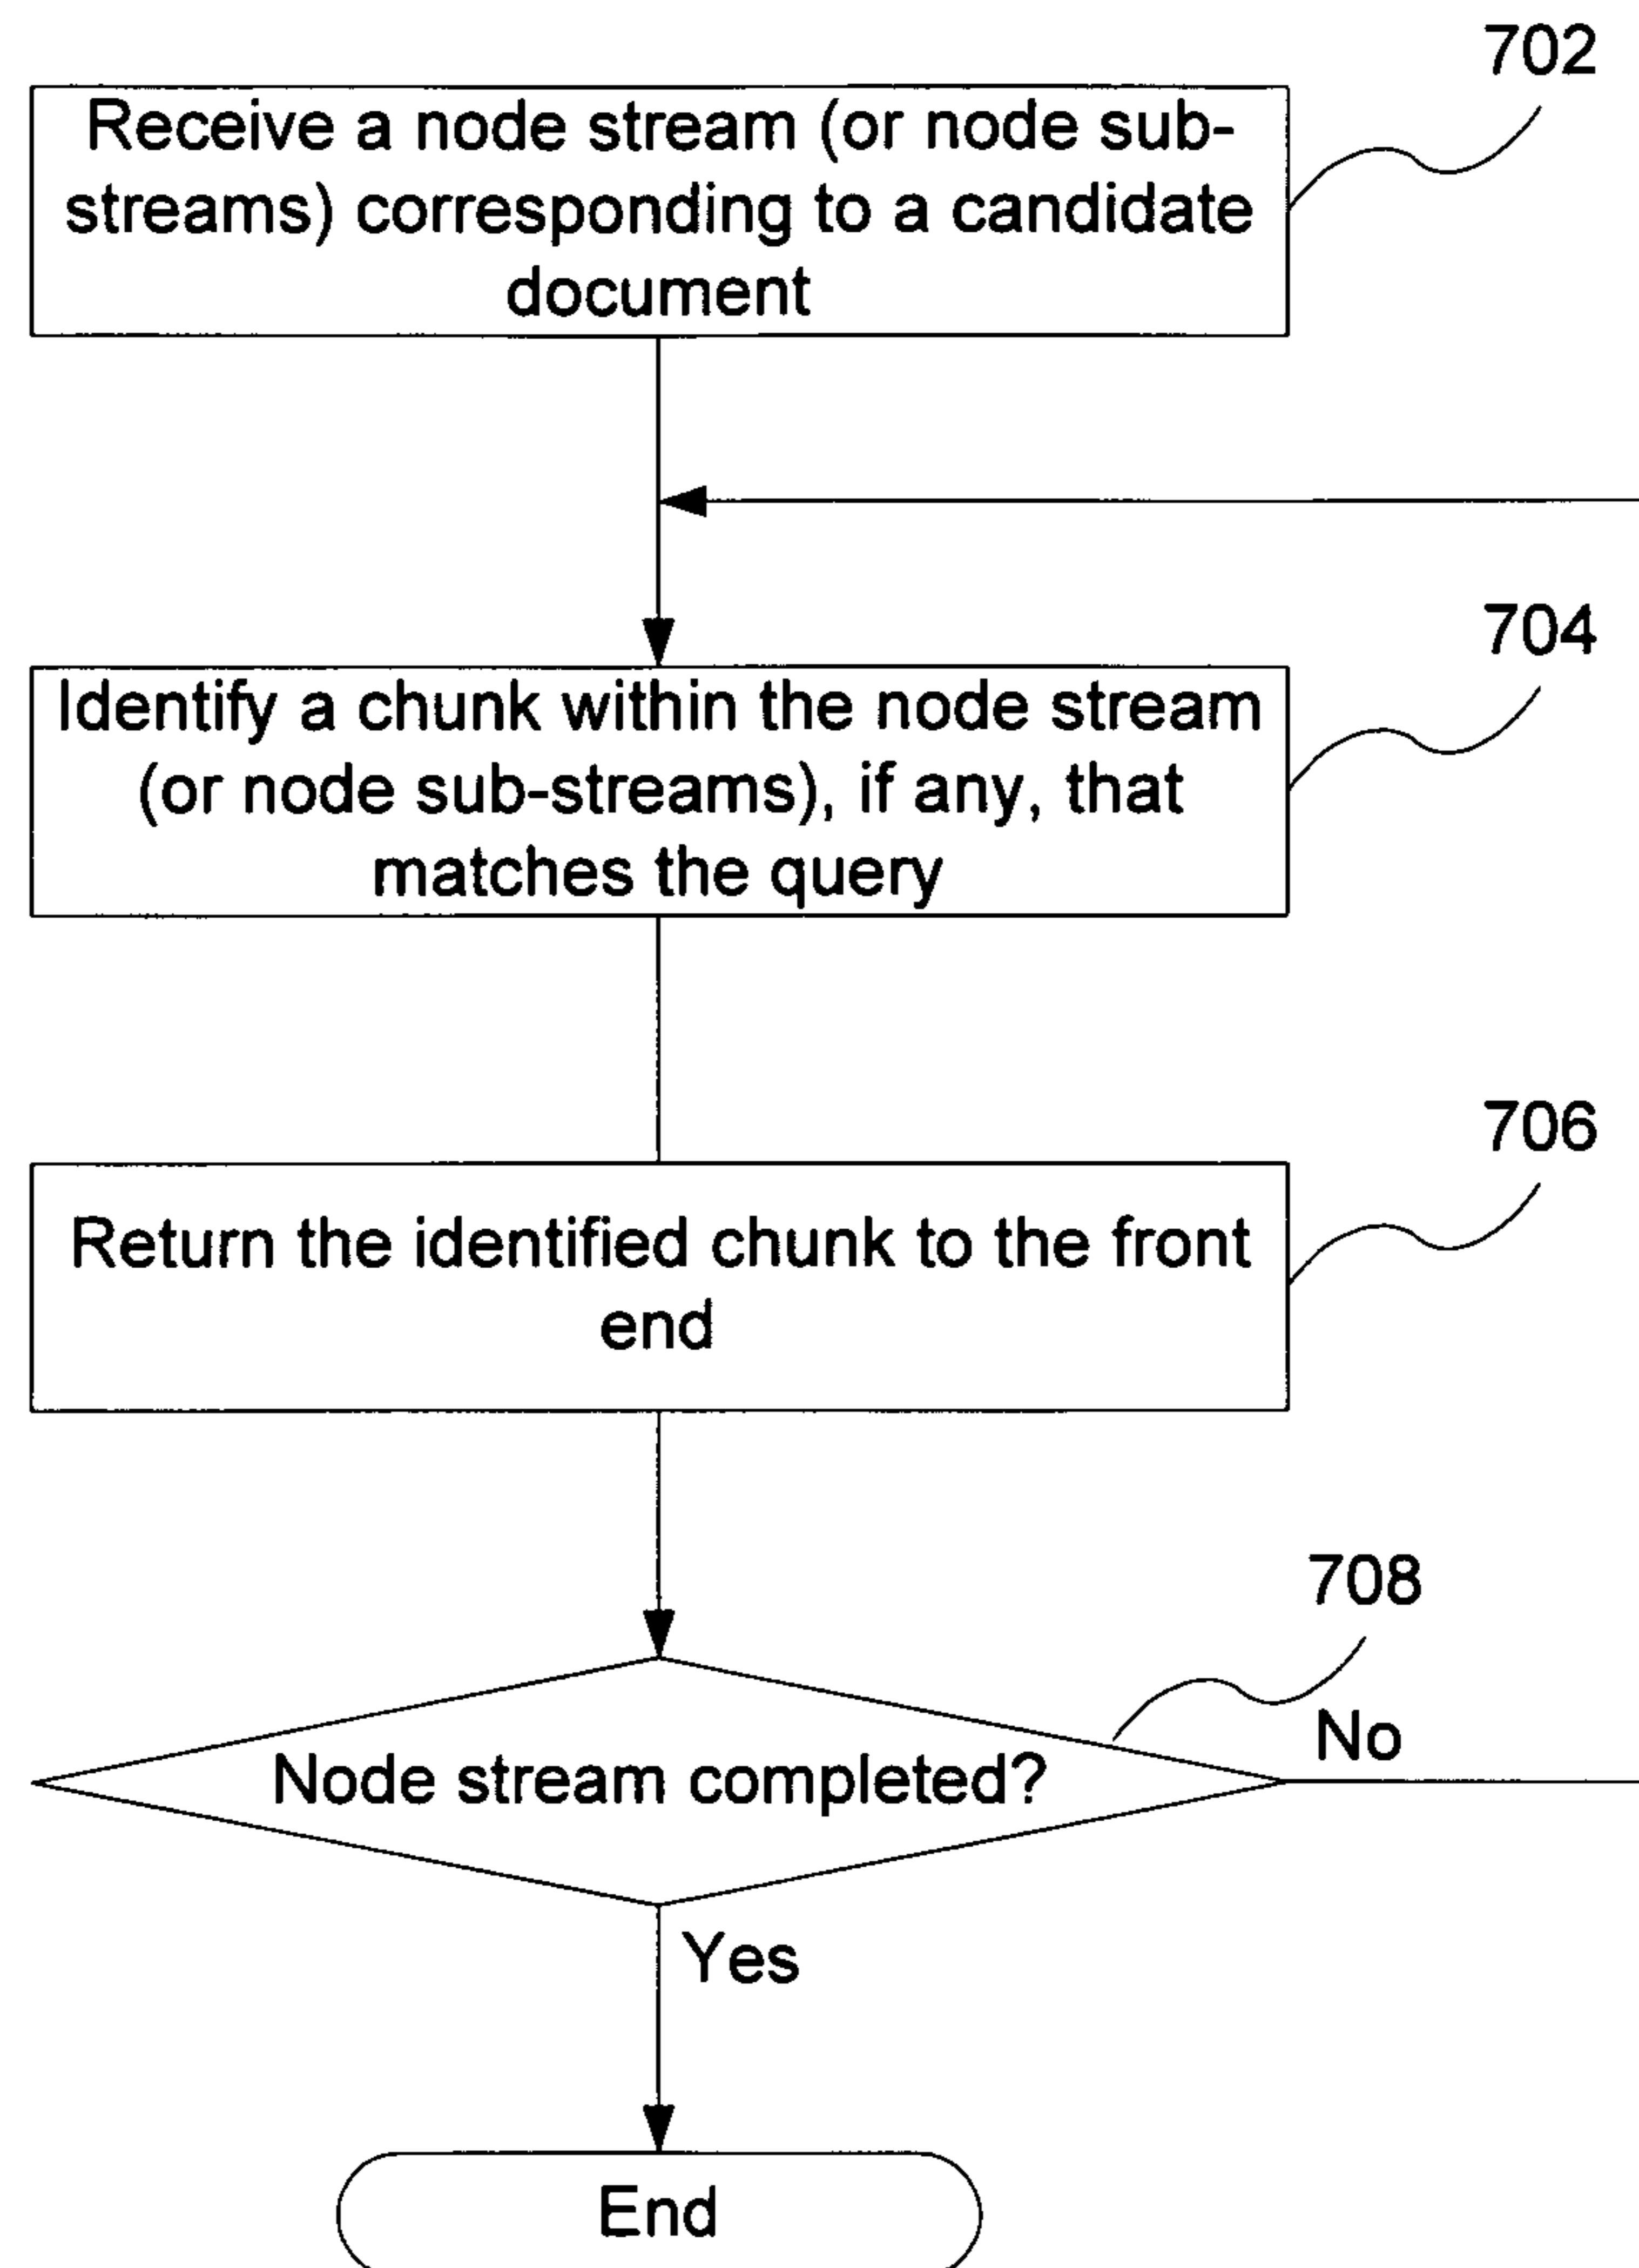 702
Receive a node stream (or node sub-
streams) corresponding to a candidate
document
704
Identify a chunk within the node stream
(or node sub-streams), if any, that
matches the query
706
Return the identified chunk to the front
end
708
No
Node stream completed?
Yes
End